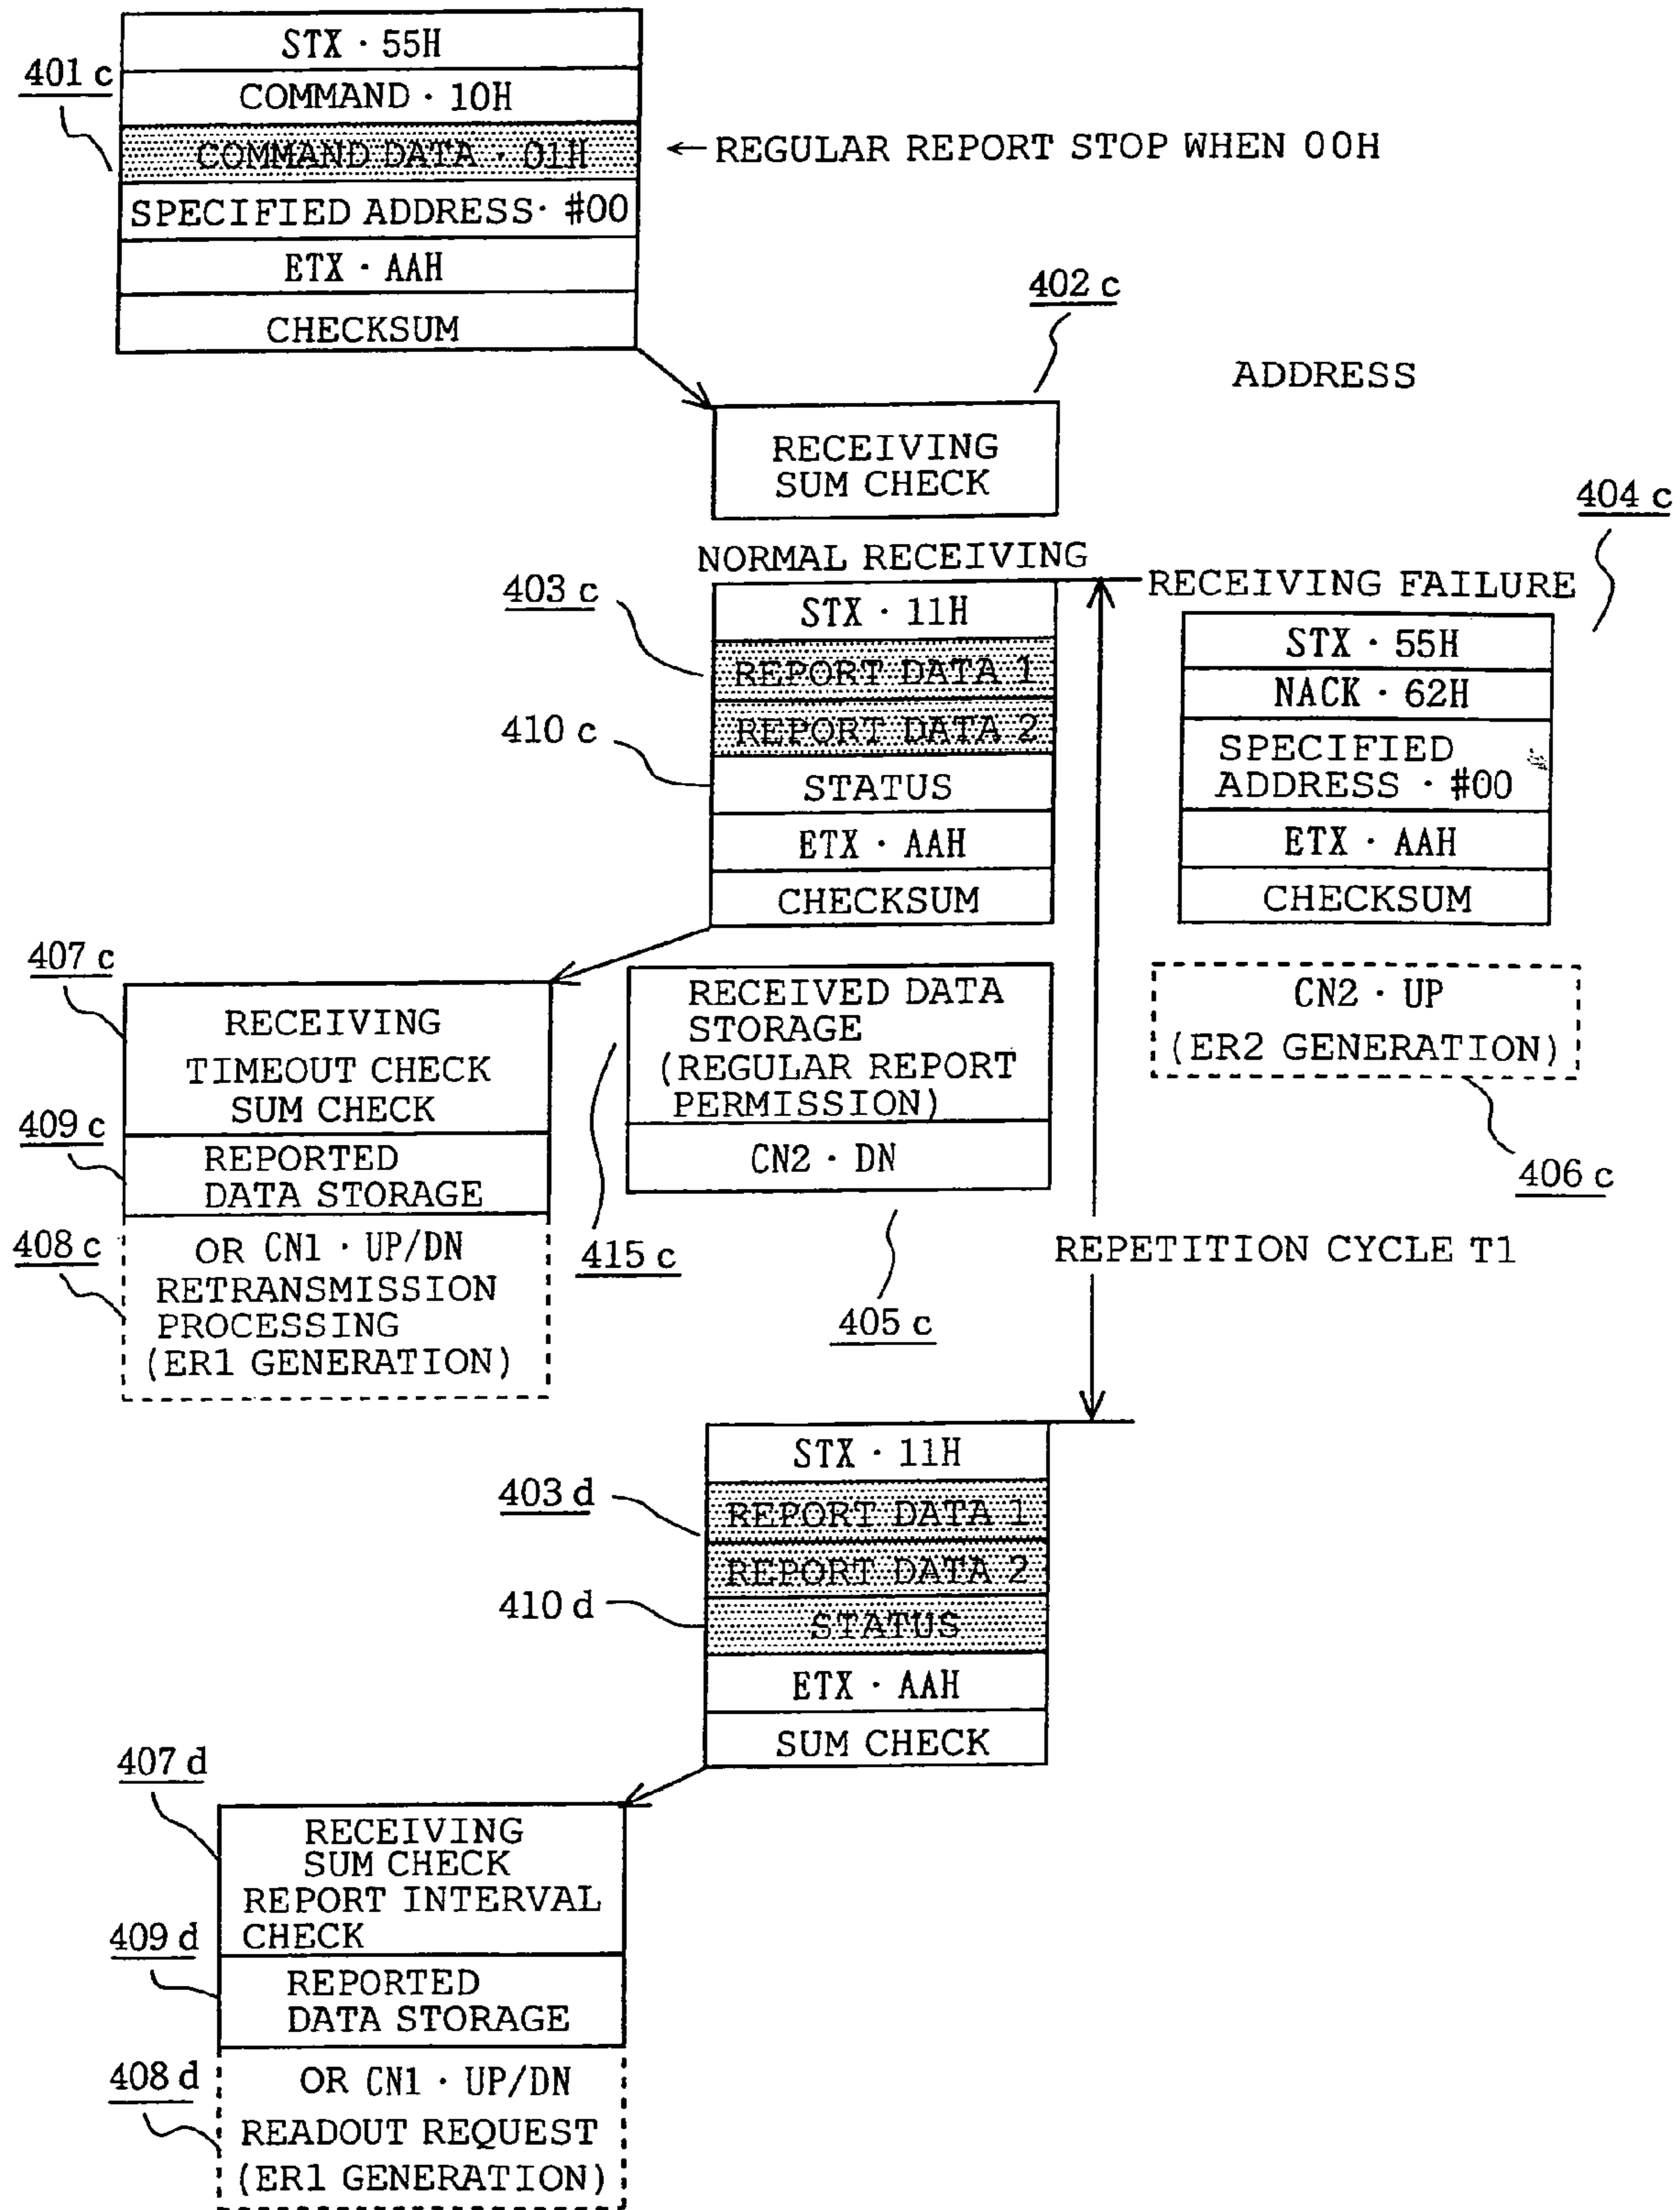 STX · 55H
401 c
COMMAND · 10H
COMMAND DATA · 01H
← REGULAR REPORT STOP WHEN 00H
SPECIFIED ADDRESS · #00
ETX · AAH
CHECKSUM
402 c
ADDRESS
RECEIVING
SUM CHECK
404 c
NORMAL RECEIVING
RECEIVING FAILURE
403 c
STX · 11H
REPORT DATA 1
410 c
REPORT DATA 2
STATUS
ETX · AAH
CHECKSUM
STX · 55H
NACK · 62H
SPECIFIED
ADDRESS · #00
ETX · AAH
CHECKSUM
407 c
RECEIVING
TIMEOUT CHECK
SUM CHECK
409 c
REPORTED
DATA STORAGE
408 c
OR CN1 · UP/DN
RETRANSMISSION
PROCESSING
(ER1 GENERATION)
RECEIVED DATA
STORAGE
(REGULAR REPORT
PERMISSION)
CN2 · DN
415 c
405 c
CN2 · UP
(ER2 GENERATION)
406 c
REPETITION CYCLE T1
STX · 11H
403 d
REPORT DATA 1
REPORT DATA 2
410 d
STATUS
ETX · AAH
SUM CHECK
407 d
RECEIVING
SUM CHECK
REPORT INTERVAL
CHECK
409 d
REPORTED
DATA STORAGE
408 d
OR CN1 · UP/DN
READOUT REQUEST
(ER1 GENERATION)